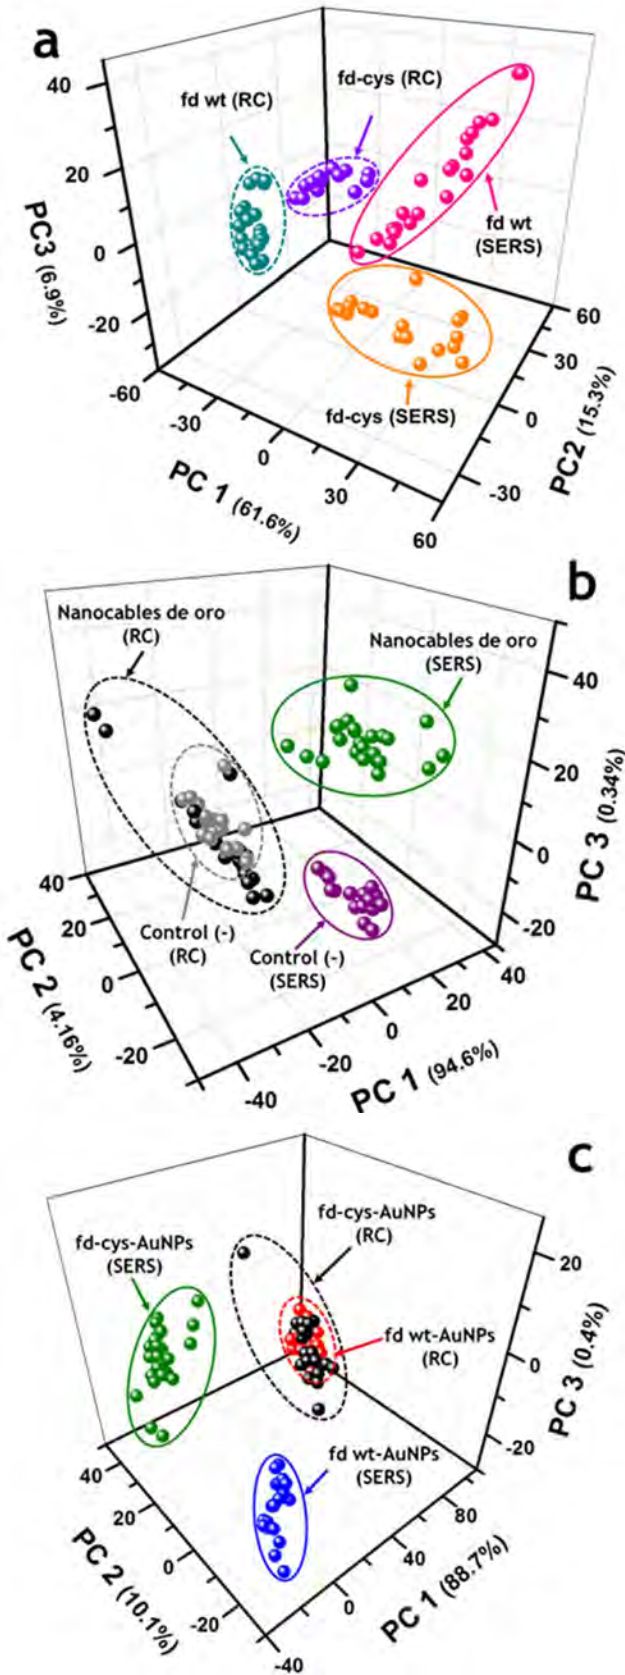 a
40
fd wt (RC)
fd-cys (RC)
20
PC3 (6.9%)
0
fd wt
(SERS)
-20
60
-60
30
-30
fd-cys (SERS)
0
PC2 (15.3%)
0
PC 1 (61.6%)
30
-30
60
b
Nanocables de oro
(RC)
Nanocables de oro
(SERS)
40
20
PC 3 (0.34%)
0
40
20
Control (-)
(RC)
Control (-)
(SERS)
-20
PC 2 (4.16%)
0
40
20
-20
0
-20
PC 1 (94.6%)
-40
c
fd-cys-AuNPs
(SERS)
fd-cys-AuNPs
(RC)
20
fd wt-AuNPs
(RC)
0
PC 3 (0.4%)
-20
40
fd wt-AuNPs
(SERS)
20
80
PC 2 (10.1%)
0
40
PC 1 (88.7%)
-20
0
-40
-40